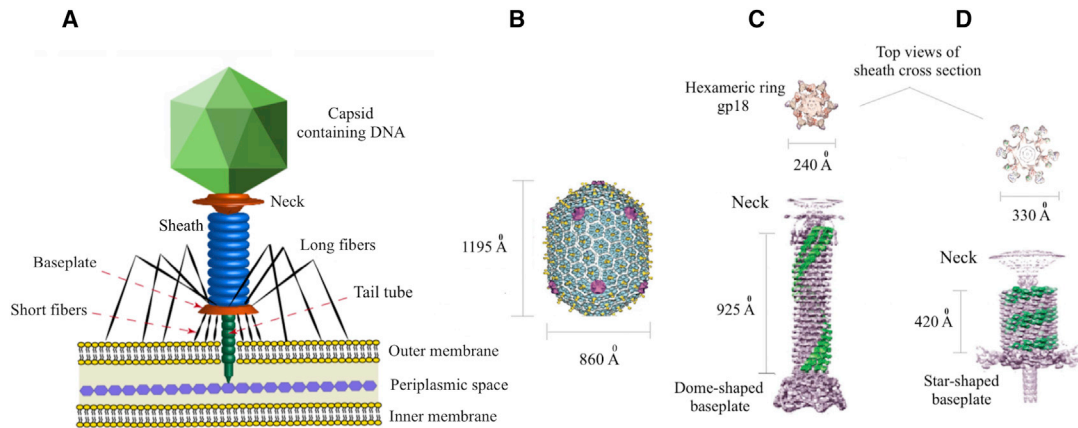 A
B
C
D
Capsid
containing DNA
Neck
Sheath
Long fibers
Baseplate
Tail tube
Short fibers
Outer membrane
Periplasmic space
Inner membrane
1195 Å
860 Å
Top views of
sheath cross section
Hexameric ring
gp18
240 Å
Neck
925 Å
Dome-shaped
baseplate
330 Å
Neck
420 Å
Star-shaped
baseplate